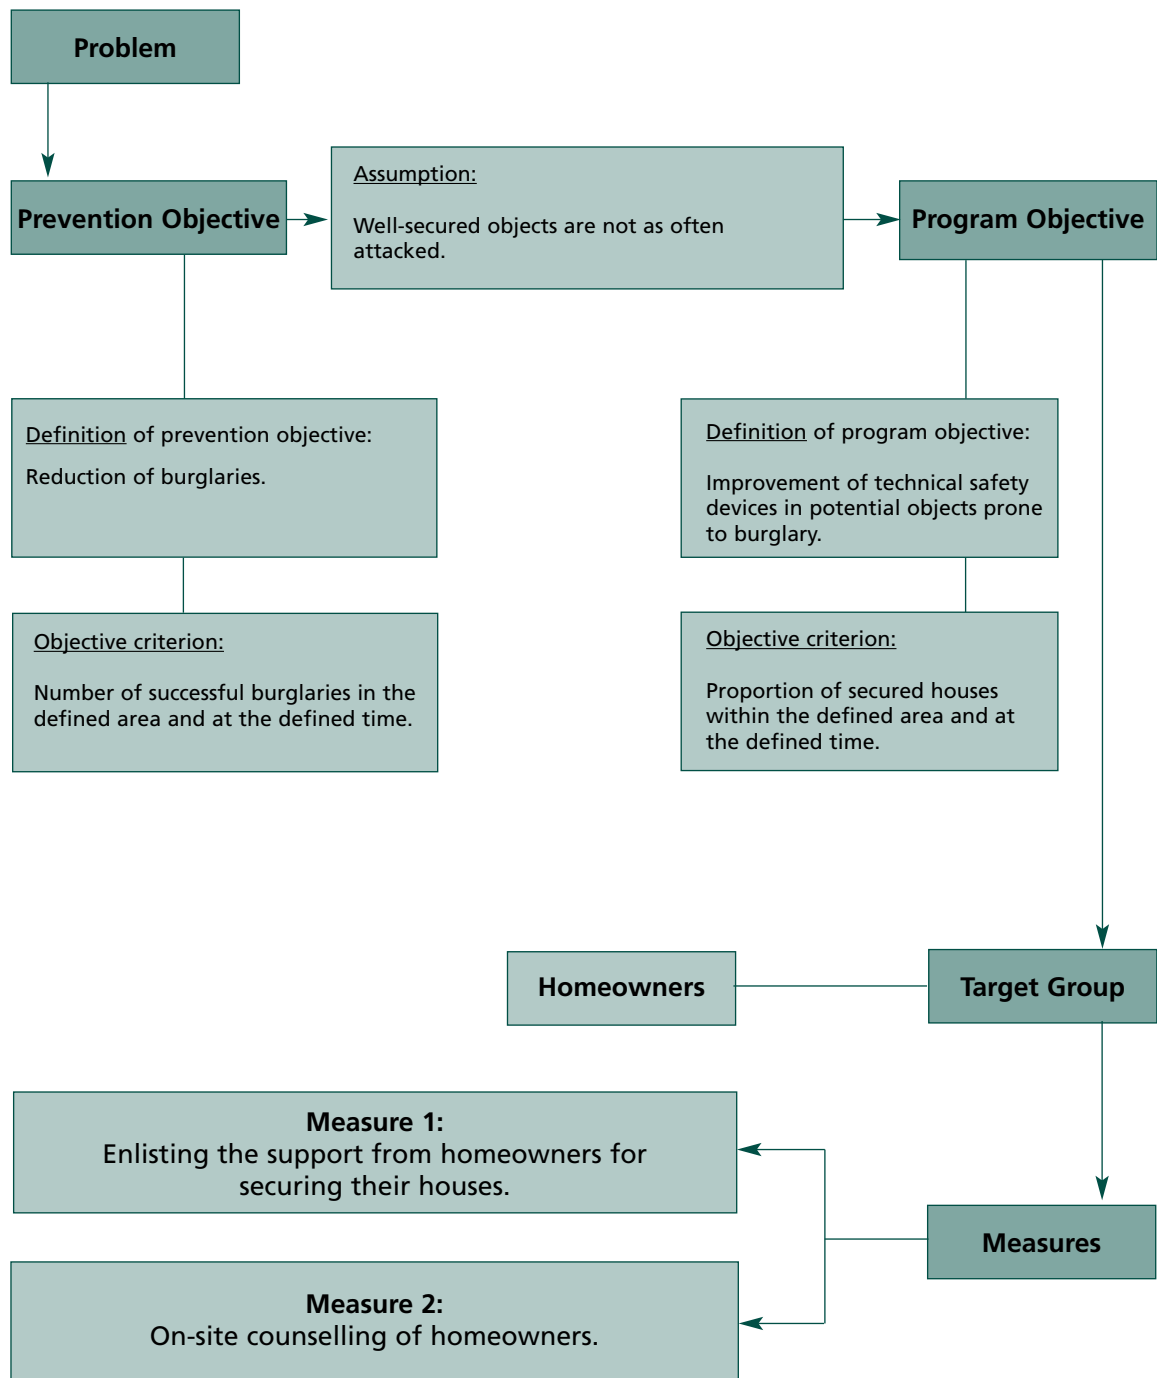 Problem
Prevention Objective
Assumption:
Well-secured objects are not as often
attacked.
Program Objective
Definition of prevention objective:
Reduction of burglaries.
Definition of program objective:
Improvement of technical safety
devices in potential objects prone
to burglary.
Objective criterion:
Number of successful burglaries in the
defined area and at the defined time.
Objective criterion:
Proportion of secured houses
within the defined area and at
the defined time.
Homeowners
Target Group
Measure 1:
Enlisting the support from homeowners for
securing their houses.
Measures
Measure 2:
On-site counselling of homeowners.